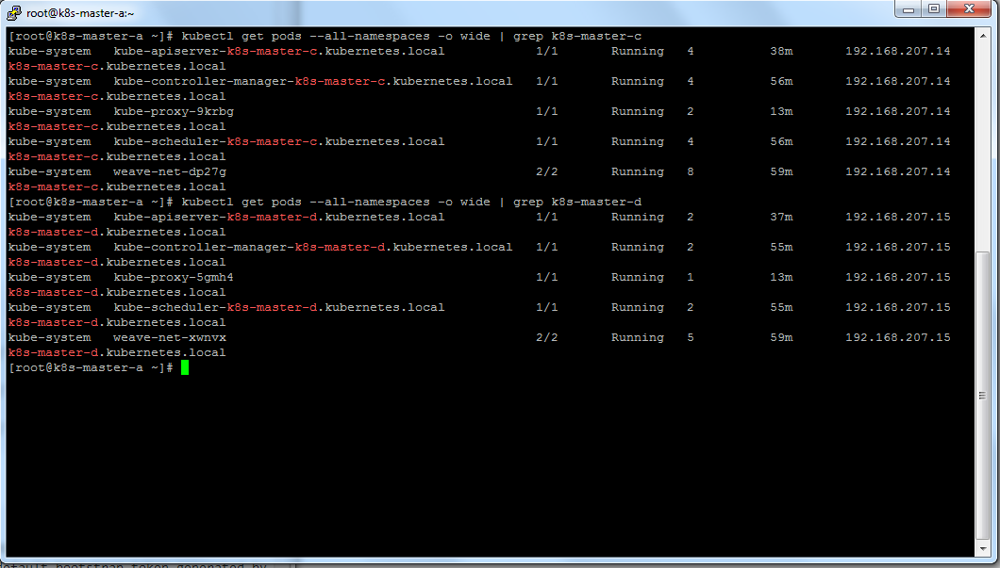 root@k8s-master-a:~
[root@k8s-master-a ~]# kubectl get pods --all-namespaces -o wide | grep k8s-master-c
kube-system   kube-apiserver-k8s-master-c.kubernetes.local            1/1       Running   4          38m         192.168.207.14
k8s-master-c.kubernetes.local
kube-system   kube-controller-manager-k8s-master-c.kubernetes.local   1/1       Running   4          56m         192.168.207.14
k8s-master-c.kubernetes.local
kube-system   kube-proxy-9krbg                                        1/1       Running   2          13m         192.168.207.14
k8s-master-c.kubernetes.local
kube-system   kube-scheduler-k8s-master-c.kubernetes.local            1/1       Running   4          56m         192.168.207.14
k8s-master-c.kubernetes.local
kube-system   weave-net-dp27g                                         2/2       Running   8          59m         192.168.207.14
k8s-master-c.kubernetes.local
[root@k8s-master-a ~]# kubectl get pods --all-namespaces -o wide | grep k8s-master-d
kube-system   kube-apiserver-k8s-master-d.kubernetes.local            1/1       Running   2          37m         192.168.207.15
k8s-master-d.kubernetes.local
kube-system   kube-controller-manager-k8s-master-d.kubernetes.local   1/1       Running   2          55m         192.168.207.15
k8s-master-d.kubernetes.local
kube-system   kube-proxy-5gmh4                                        1/1       Running   1          13m         192.168.207.15
k8s-master-d.kubernetes.local
kube-system   kube-scheduler-k8s-master-d.kubernetes.local            1/1       Running   2          55m         192.168.207.15
k8s-master-d.kubernetes.local
kube-system   weave-net-xwnvx                                         2/2       Running   5          59m         192.168.207.15
k8s-master-d.kubernetes.local
[root@k8s-master-a ~]#